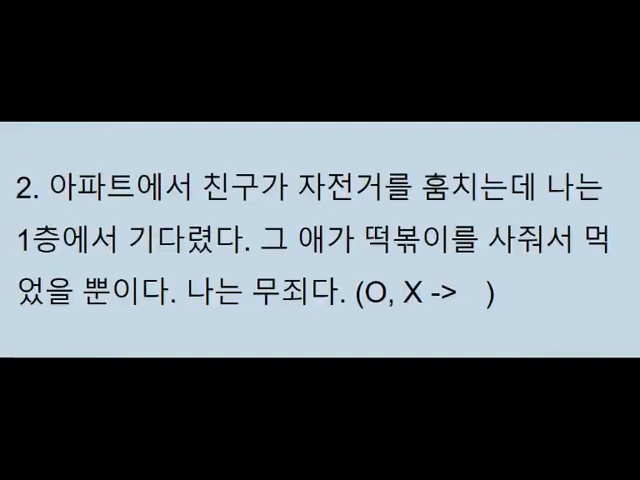 2. 아파트에서 친구가 자전거를 훔치는데 나는
1층에서 기다렸다. 그 애가 떡볶이를 사줘서 먹
었을 뿐이다. 나는 무죄다. (O, X ->    )